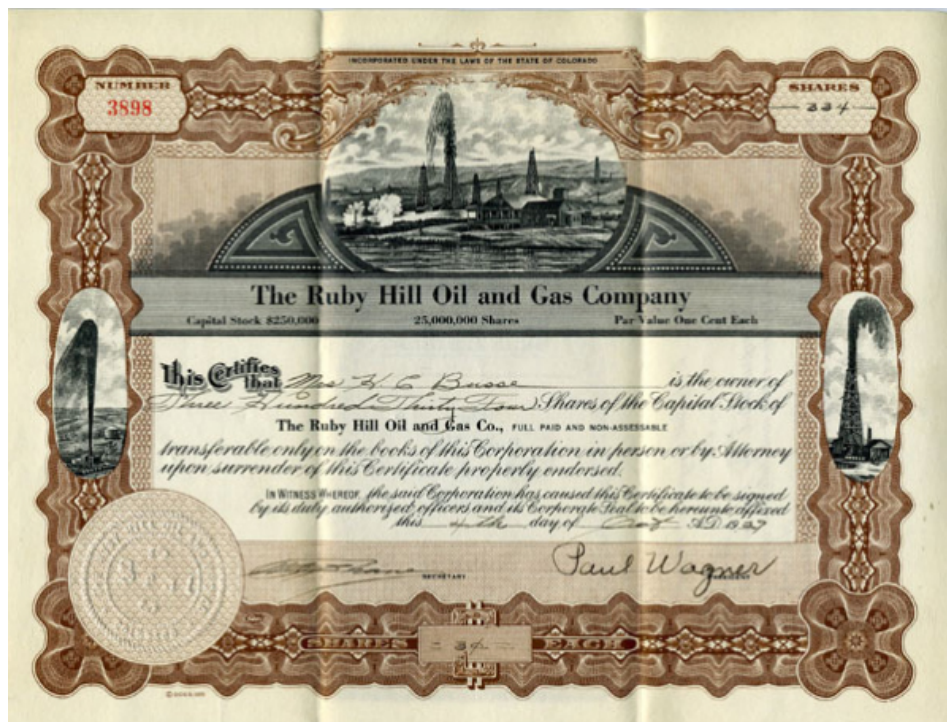 INCORPORATED UNDER THE LAWS OF THE STATE OF COLORADO
NUMBER
3898
SHARES
334
The Ruby Hill Oil and Gas Company
Capital Stock $250,000 25,000,000 Shares Par Value One Cent Each
This Certifies that Mrs H. C Busse is the owner of
Three Hundred Thirty Four Shares of the Capital Stock of
The Ruby Hill Oil and Gas Co., FULL PAID AND NON-ASSESSABLE
transferable only on the books of this Corporation in person or by Attorney
upon surrender of this Certificate properly endorsed.
IN WITNESS WHEREOF, the said Corporation has caused this Certificate to be signed
by its duly authorized officers and its Corporate Seal to be hereunto affixed
this 4th day of A.D. 1927
Paul Wagner
SECRETARY PRESIDENT
SHARES EACH